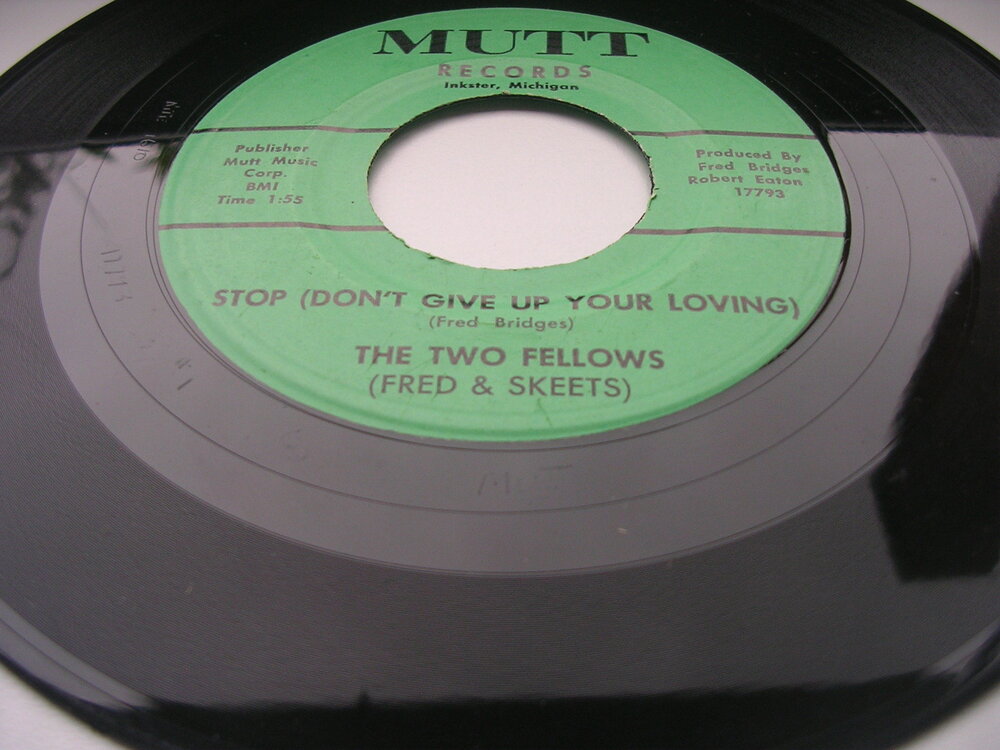 MUTT
RECORDS
Inkster, Michigan
Publisher
Mutt Music
Corp.
BMI
Time 1:55
Produced By
Fred Bridges
Robert Eaton
17793
STOP (DON'T GIVE UP YOUR LOVING)
(Fred Bridges)
THE TWO FELLOWS
(FRED & SKEETS)